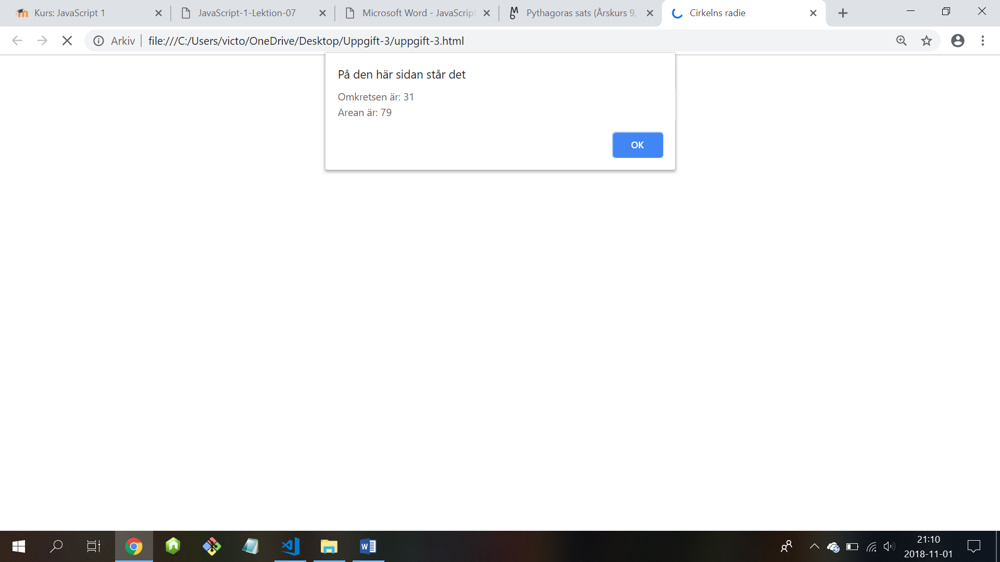 Kurs: JavaScript 1
JavaScript-1-Lektion-07
Microsoft Word - JavaScript
Pythagoras sats (Årskurs 9,
Cirkelns radie
Arkiv
file:///C:/Users/victo/OneDrive/Desktop/Uppgift-3/uppgift-3.html
På den här sidan står det
Omkretsen är: 31
Arean är: 79
OK
21:10
2018-11-01